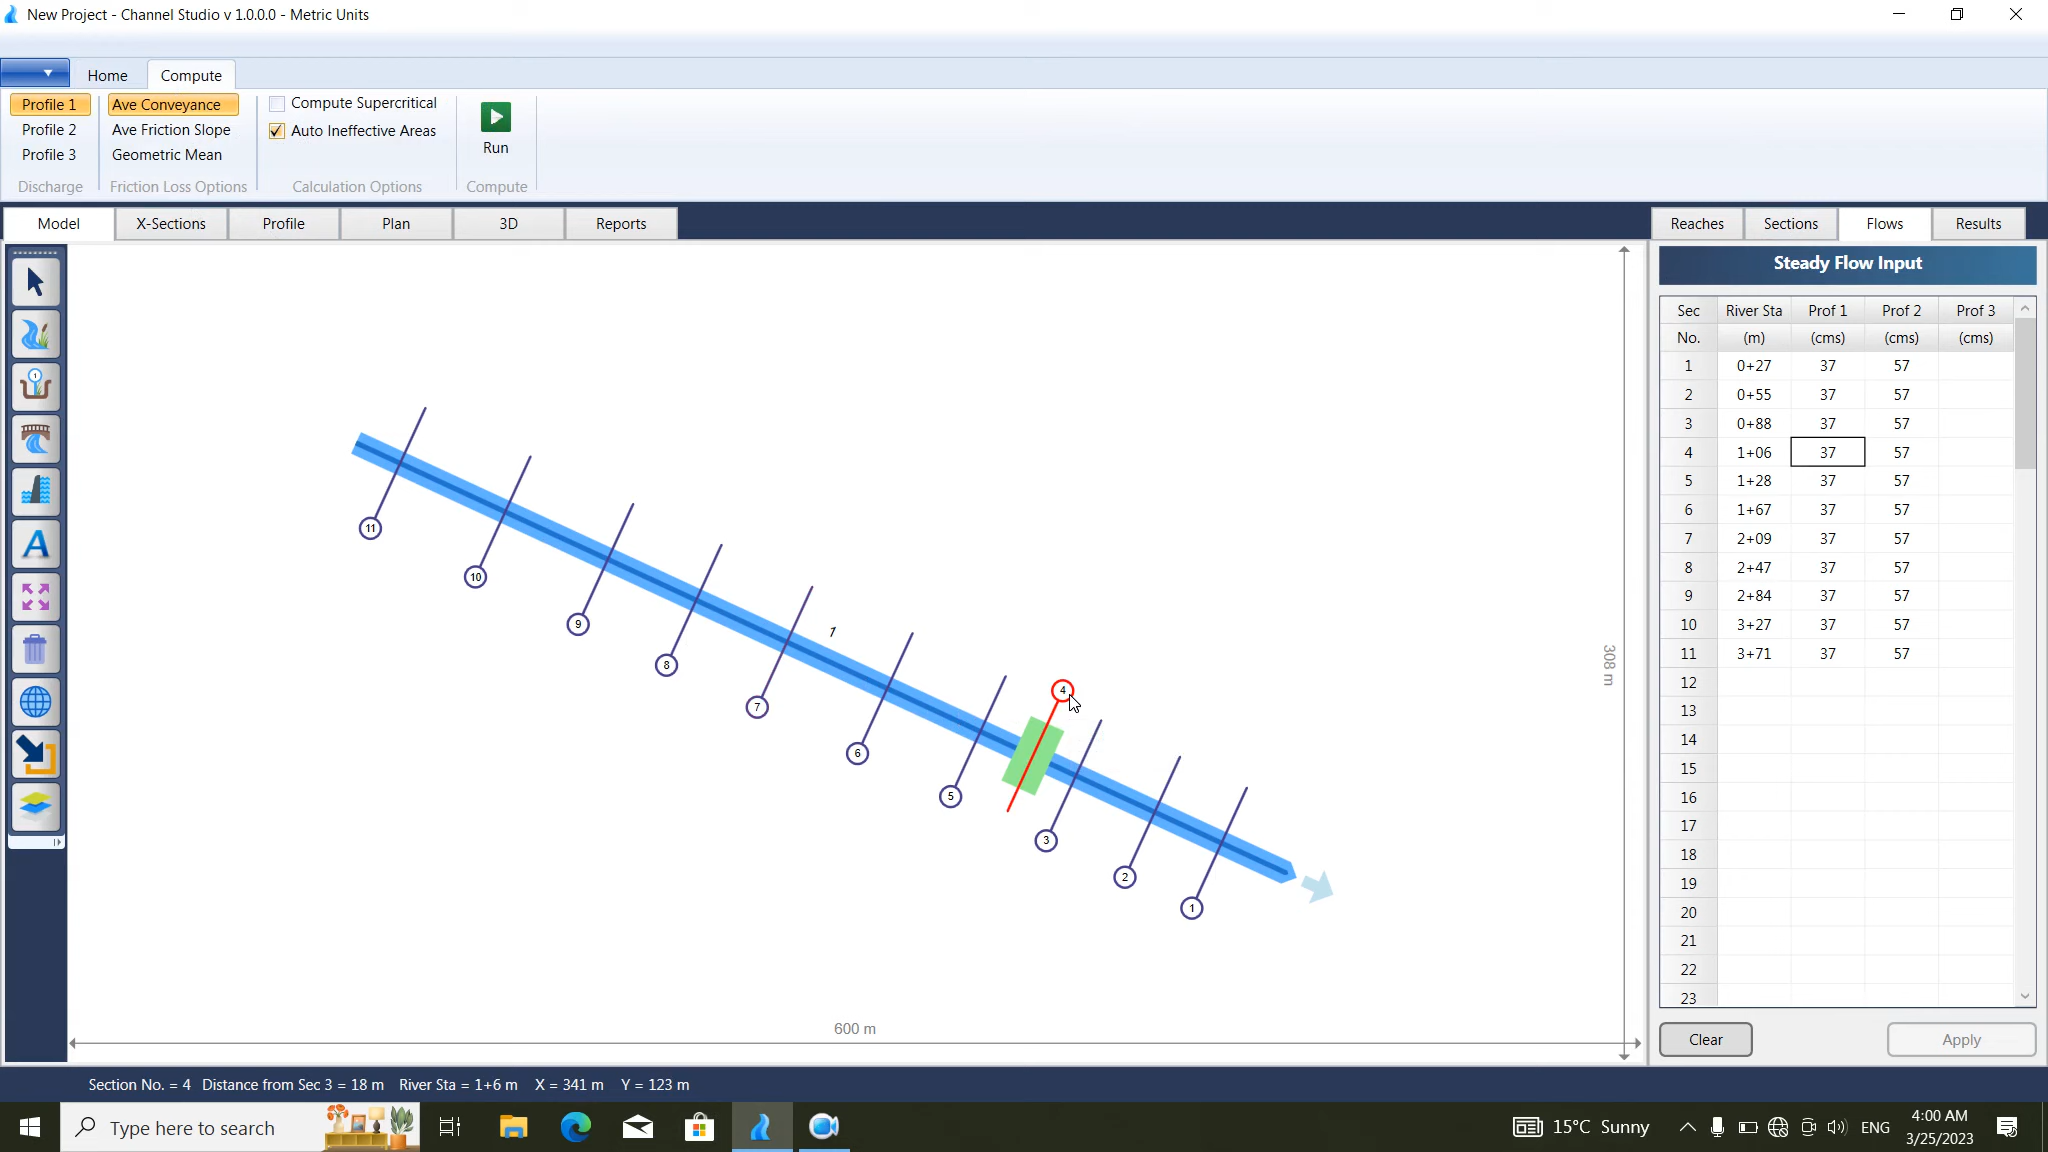 New Project - Channel Studio v 1.0.0.0 - Metric Units
Home
Compute
Profile 1
Profile 2
Profile 3
Discharge
Ave Conveyance
Ave Friction Slope
Geometric Mean
Friction Loss Options
Compute Supercritical
Auto Ineffective Areas
Calculation Options
Run
Compute
Model
X-Sections
Profile
Plan
3D
Reports
Reaches
Sections
Flows
Results
Steady Flow Input
Sec River Sta Prof 1 Prof 2 Prof 3
No. (m) (cms) (cms) (cms)
1 0+27 37 57
2 0+55 37 57
3 0+88 37 57
4 1+06 37 57
5 1+28 37 57
6 1+67 37 57
7 2+09 37 57
8 2+47 37 57
9 2+84 37 57
10 3+27 37 57
11 3+71 37 57
12
13
14
15
16
17
18
19
20
21
22
23
Clear
Apply
1
A
11
10
9
8
7
1
6
5
4
3
2
1
308 m
600 m
Section No. = 4 Distance from Sec 3 = 18 m River Sta = 1+6 m X = 341 m Y = 123 m
Type here to search
15°C Sunny
ENG
4:00 AM
3/25/2023